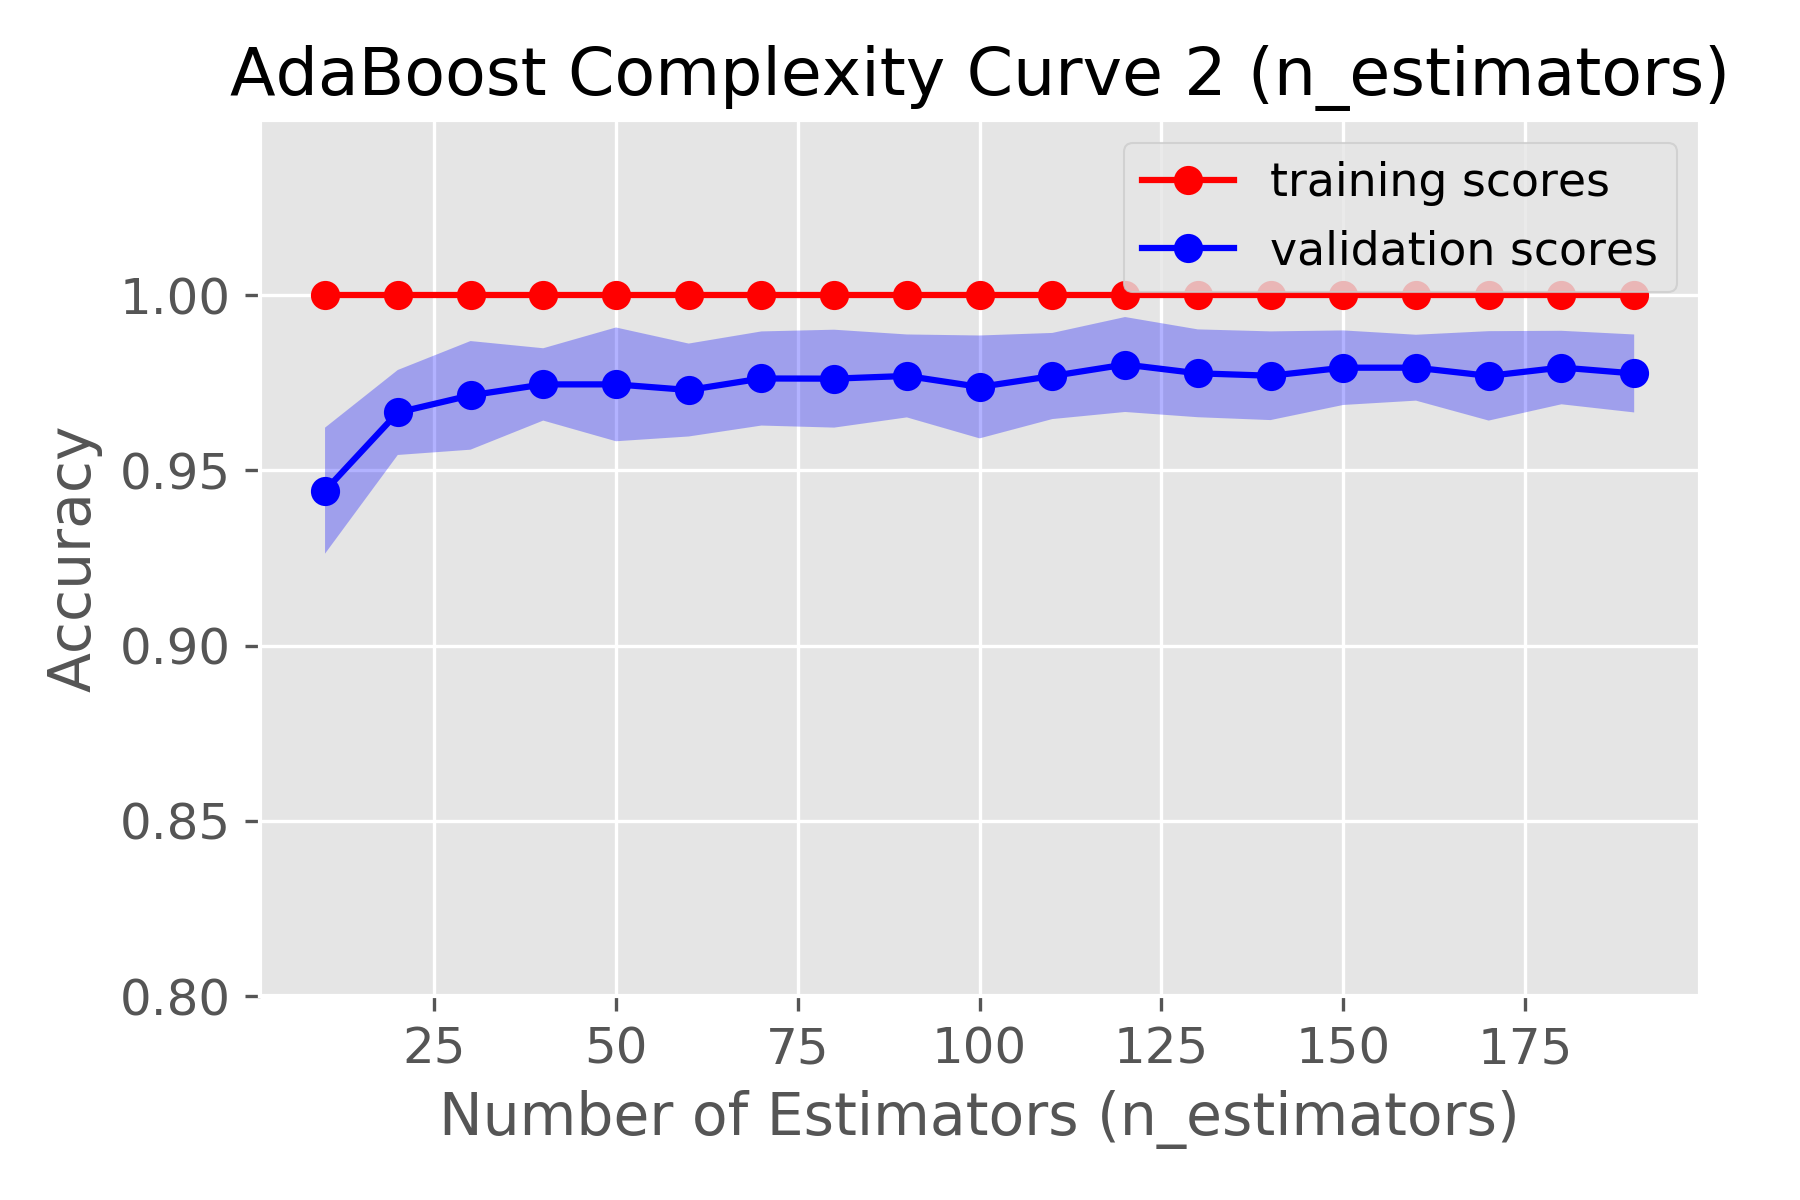 AdaBoost Complexity Curve 2 (n_estimators)
training scores
validation scores
1.00
0.95
0.90
0.85
0.80
Accuracy
25 50 75 100 125 150 175
Number of Estimators (n_estimators)